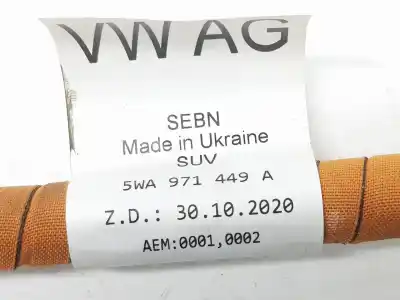 VW AG
SEBN
Made in Ukraine
SUV
5WA 971 449 A
Z.D.: 30.10.2020
AEM:0001,0002